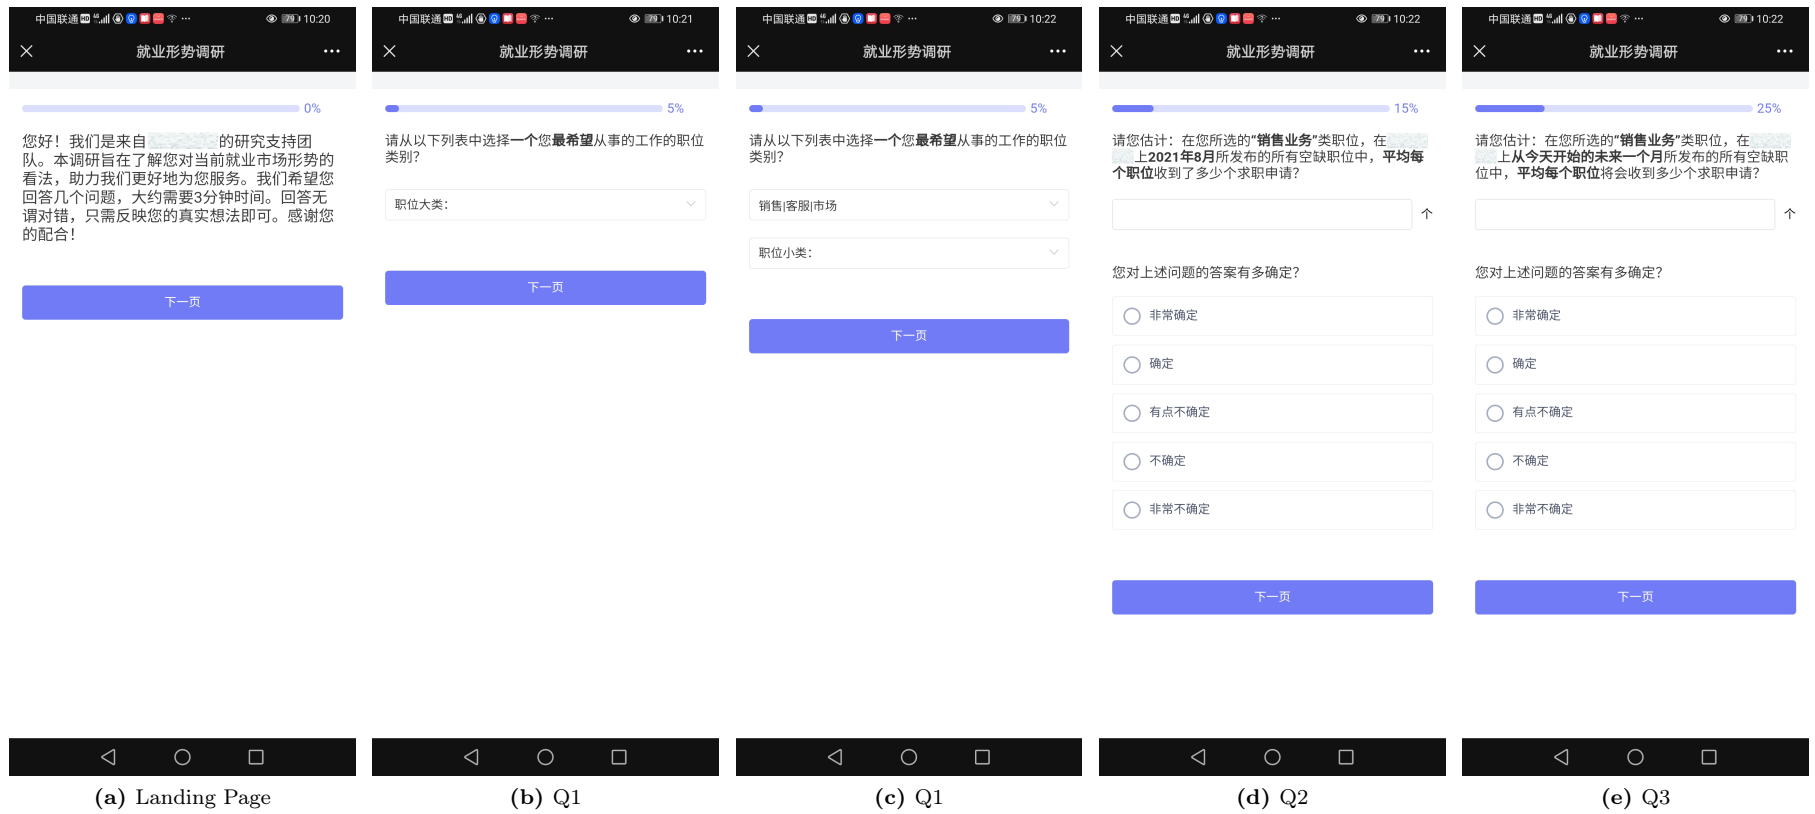 中国联通 10:20
就业形势调研
0%
您好！我们是来自
的研究支持团
队。本调研旨在了解您对当前就业市场形势的
看法，助力我们更好地为您服务。我们希望您
回答几个问题，大约需要3分钟时间。回答无
谓对错，只需反映您的真实想法即可。感谢您
的配合！
下一页
(a) Landing Page
中国联通 10:21
就业形势调研
5%
请从以下列表中选择一个您最希望从事的工作的职位
类别？
职位大类：
下一页
(b) Q1
中国联通 10:22
就业形势调研
5%
请从以下列表中选择一个您最希望从事的工作的职位
类别？
销售|客服|市场
职位小类：
下一页
(c) Q1
中国联通 10:22
就业形势调研
15%
请您估计：在您所选的“销售业务”类职位，在
上2021年8月所发布的所有空缺职位中，平均每
个职位收到了多少个求职申请？
个
您对上述问题的答案有多确定？
非常确定
确定
有点不确定
不确定
非常不确定
下一页
(d) Q2
中国联通 10:22
就业形势调研
25%
请您估计：在您所选的“销售业务”类职位，在
上从今天开始的未来一个月所发布的所有空缺职
位中，平均每个职位将会收到多少个求职申请？
个
您对上述问题的答案有多确定？
非常确定
确定
有点不确定
不确定
非常不确定
下一页
(e) Q3